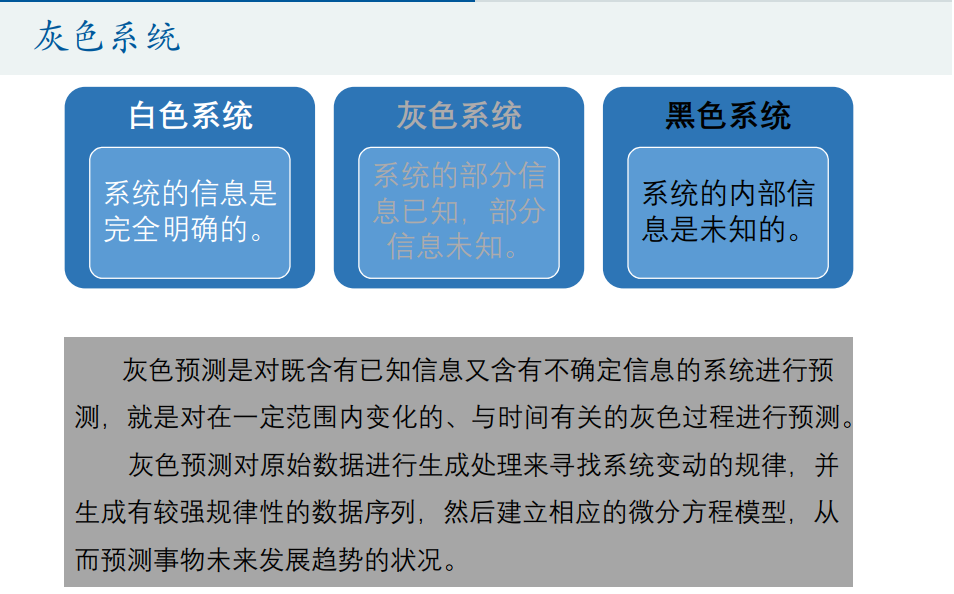 灰色系统
白色系统
系统的信息是
完全明确的。
灰色系统
系统的部分信
息已知，部分
信息未知。
黑色系统
系统的内部信
息是未知的。
灰色预测是对既含有已知信息又含有不确定信息的系统进行预
测，就是对在一定范围内变化的、与时间有关的灰色过程进行预测。
灰色预测对原始数据进行生成处理来寻找系统变动的规律，并
生成有较强规律性的数据序列，然后建立相应的微分方程模型，从
而预测事物未来发展趋势的状况。